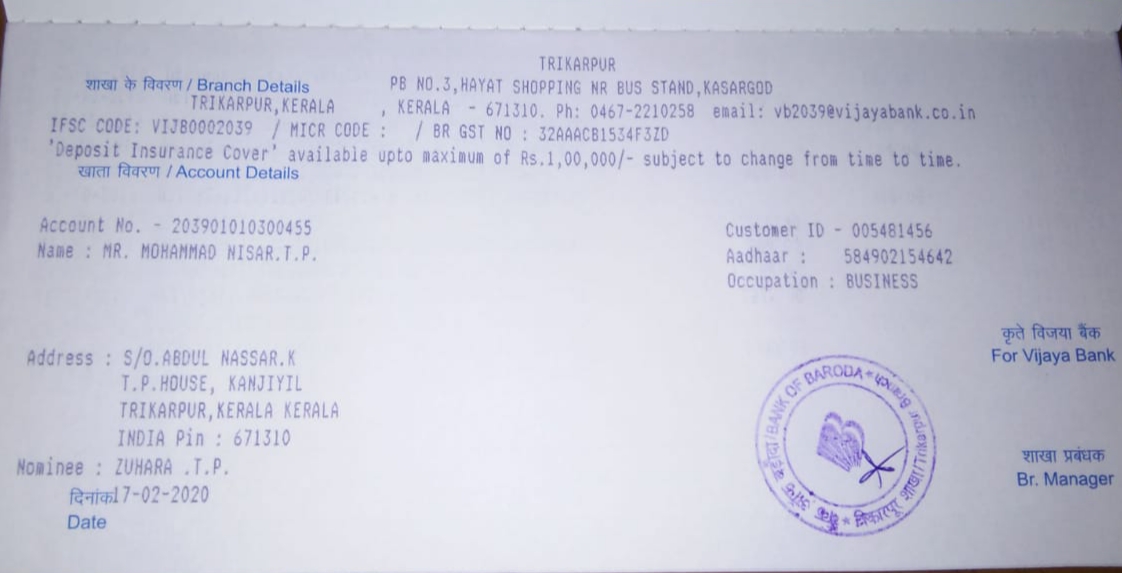 TRIKARPUR
शाखा के विवरण / Branch Details PB NO.3,HAYAT SHOPPING NR BUS STAND,KASARGOD
TRIKARPUR,KERALA , KERALA - 671310. Ph: 0467-2210258 email: vb2039@vijayabank.co.in
IFSC CODE: VIJB0002039 / MICR CODE : / BR GST NO : 32AAACB1534F3ZD
'Deposit Insurance Cover' available upto maximum of Rs.1,00,000/- subject to change from time to time.
खाता विवरण / Account Details
Account No. - 203901010300455 Customer ID - 005481456
Name : MR. MOHAMMAD NISAR.T.P. Aadhaar : 584902154642
Occupation : BUSINESS
कृते विजया बैंक
For Vijaya Bank
Address : S/O.ABDUL NASSAR.K
T.P.HOUSE, KANJIYIL
TRIKARPUR,KERALA KERALA
INDIA Pin : 671310
Nominee : ZUHARA .T.P.
दिनांक 17-02-2020
Date
शाखा प्रबंधक
Br. Manager
बैंक ऑफ़ बड़ौदा/BANK OF BARODA
त्रिकारपूर शाखा/Trikarpur Branch